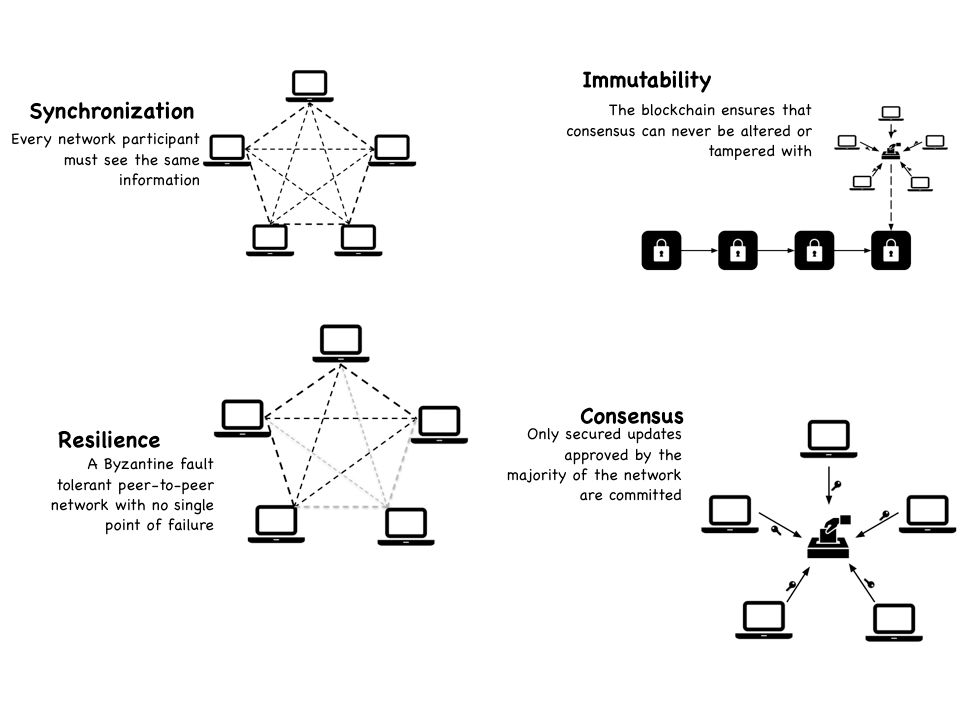 Synchronization
Every network participant
must see the same
information
Immutability
The blockchain ensures that
consensus can never be altered or
tampered with
Resilience
A Byzantine fault
tolerant peer-to-peer
network with no single
point of failure
Consensus
Only secured updates
approved by the
majority of the network
are committed